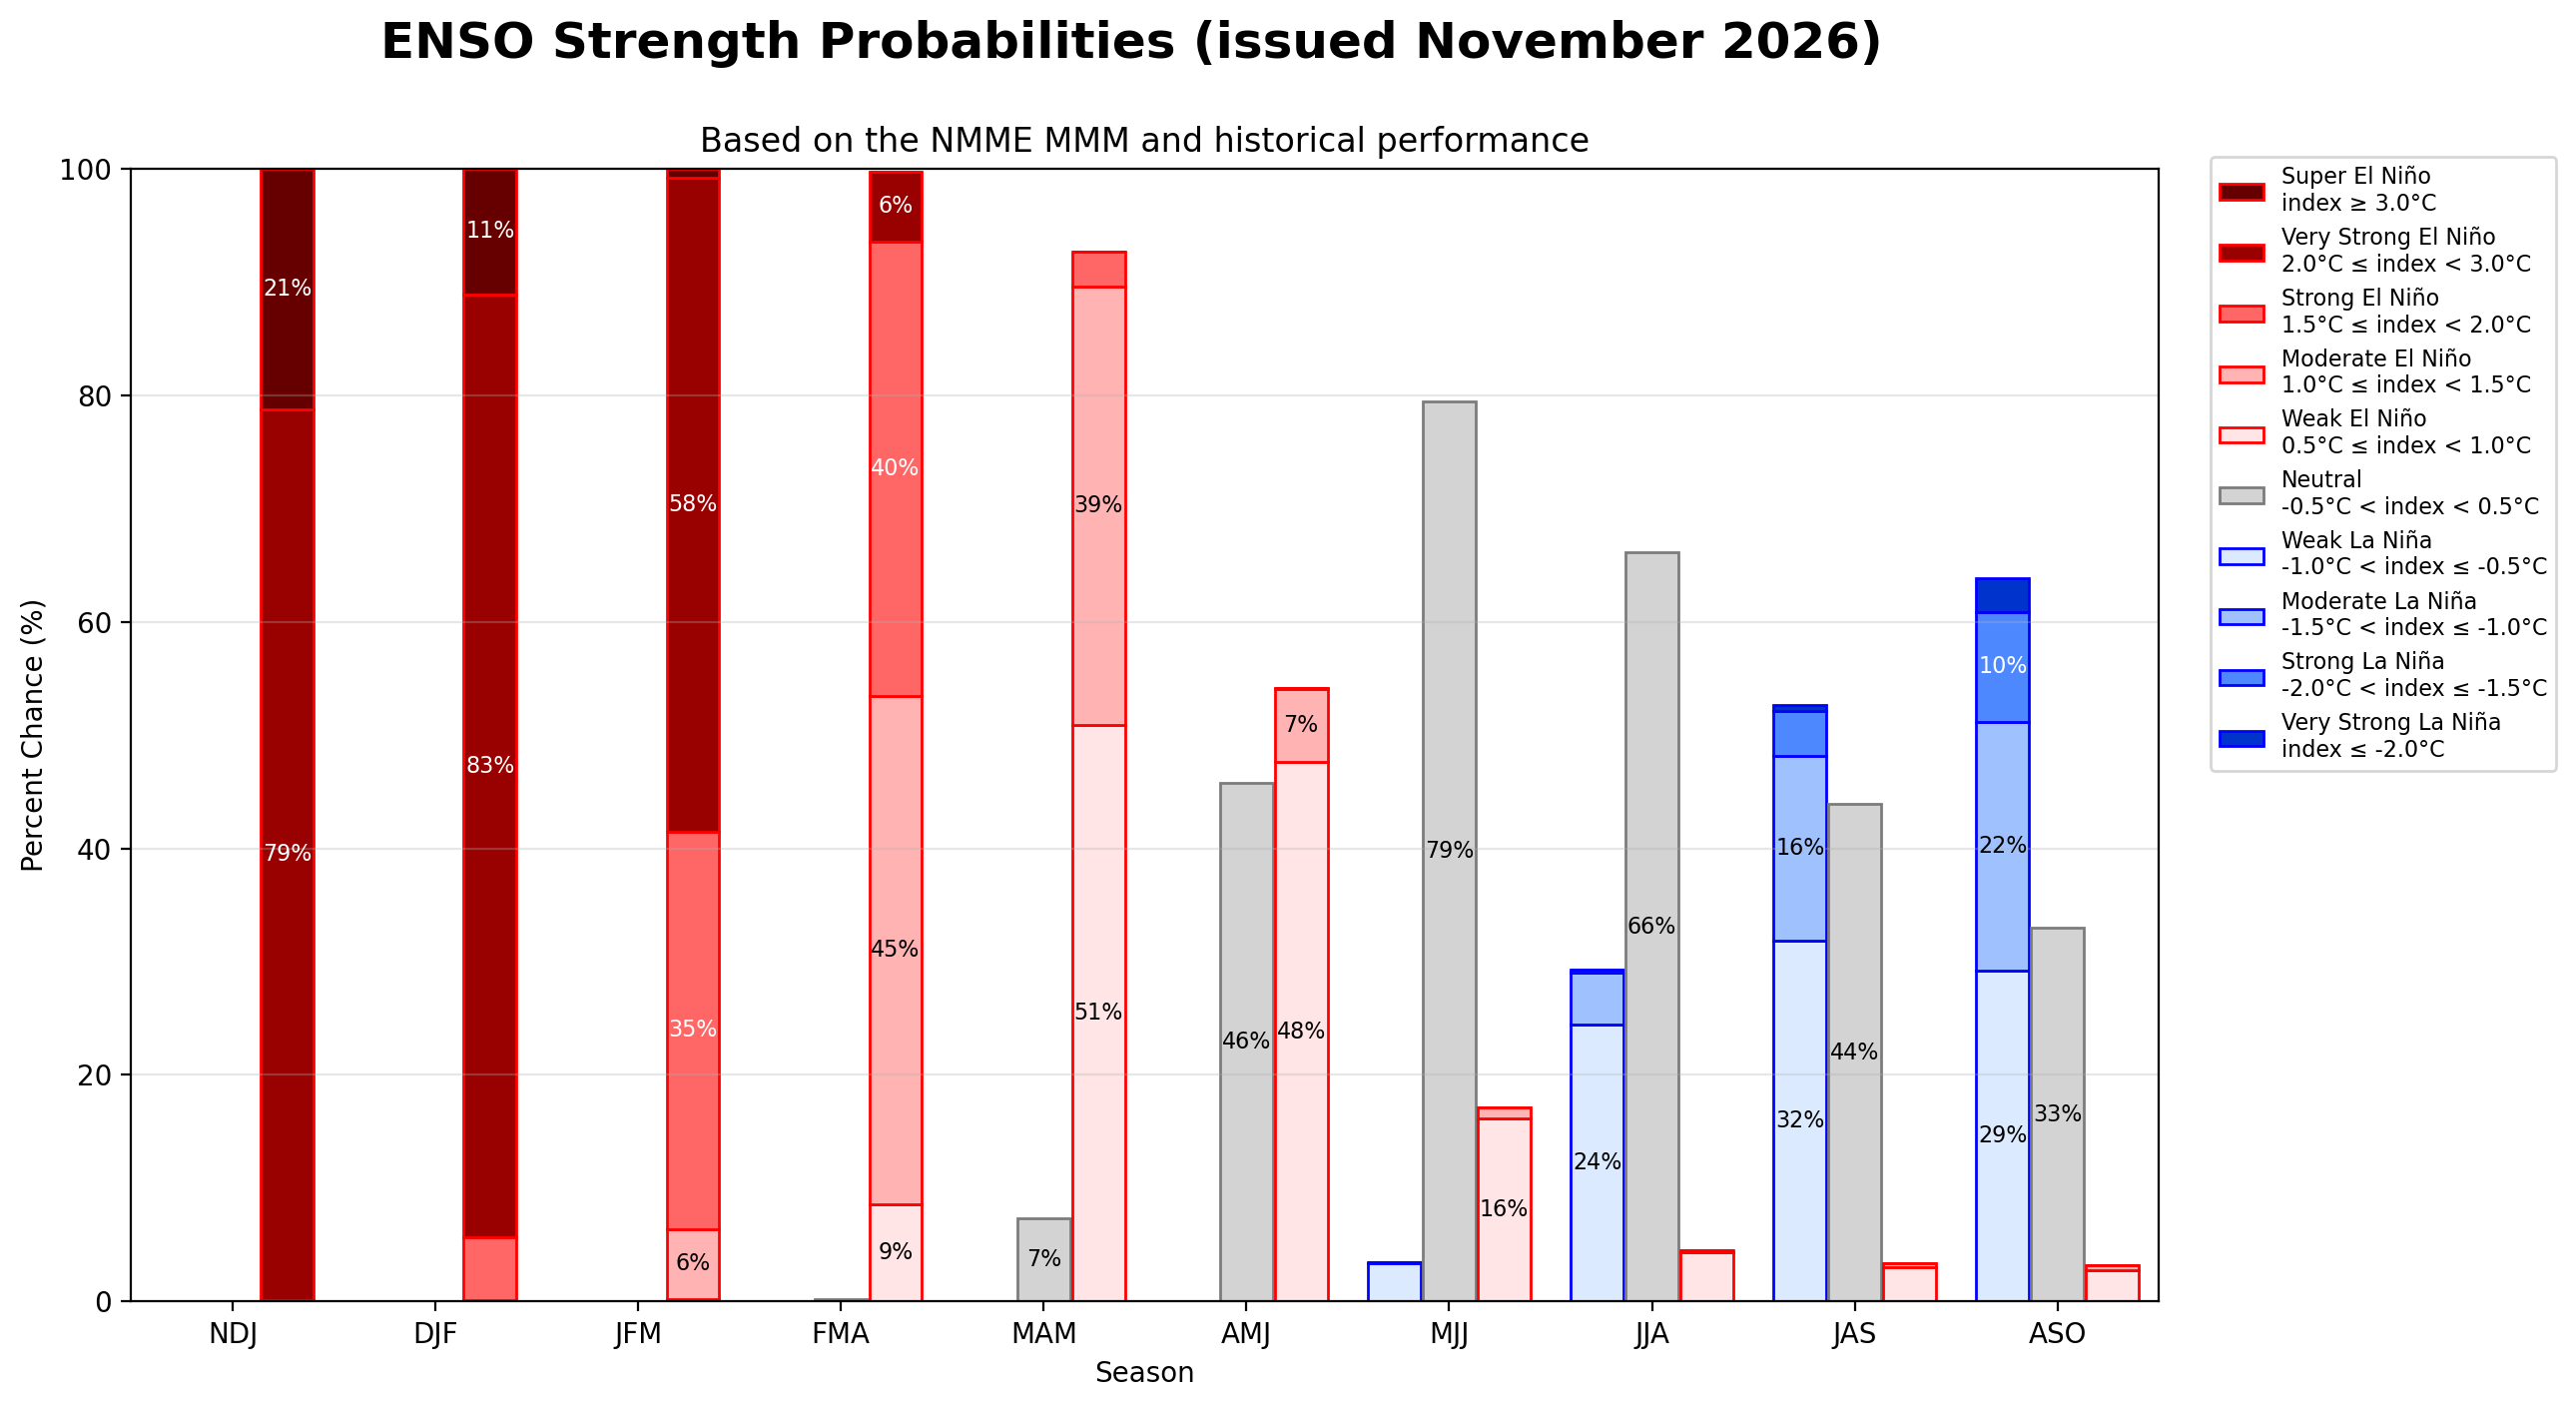 ENSO Strength Probabilities (issued November 2026)
Based on the NMME MMM and historical performance
Percent Chance (%)
100
80
60
40
20
0
21%
79%
11%
83%
58%
35%
6%
6%
40%
45%
9%
7%
39%
51%
46%
7%
48%
79%
16%
24%
66%
16%
32%
44%
10%
22%
29%
33%
NDJ
DJF
JFM
FMA
MAM
AMJ
MJJ
JJA
JAS
ASO
Season
Super El Niño
index ≥ 3.0°C
Very Strong El Niño
2.0°C ≤ index < 3.0°C
Strong El Niño
1.5°C ≤ index < 2.0°C
Moderate El Niño
1.0°C ≤ index < 1.5°C
Weak El Niño
0.5°C ≤ index < 1.0°C
Neutral
-0.5°C < index < 0.5°C
Weak La Niña
-1.0°C < index ≤ -0.5°C
Moderate La Niña
-1.5°C < index ≤ -1.0°C
Strong La Niña
-2.0°C < index ≤ -1.5°C
Very Strong La Niña
index ≤ -2.0°C